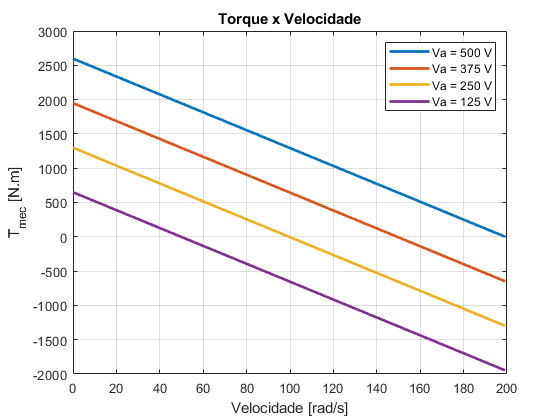 Torque x Velocidade
Va = 500 V
Va = 375 V
Va = 250 V
Va = 125 V
3000
2500
2000
1500
1000
500
0
-500
-1000
-1500
-2000
T_mec [N.m]
0 20 40 60 80 100 120 140 160 180 200
Velocidade [rad/s]